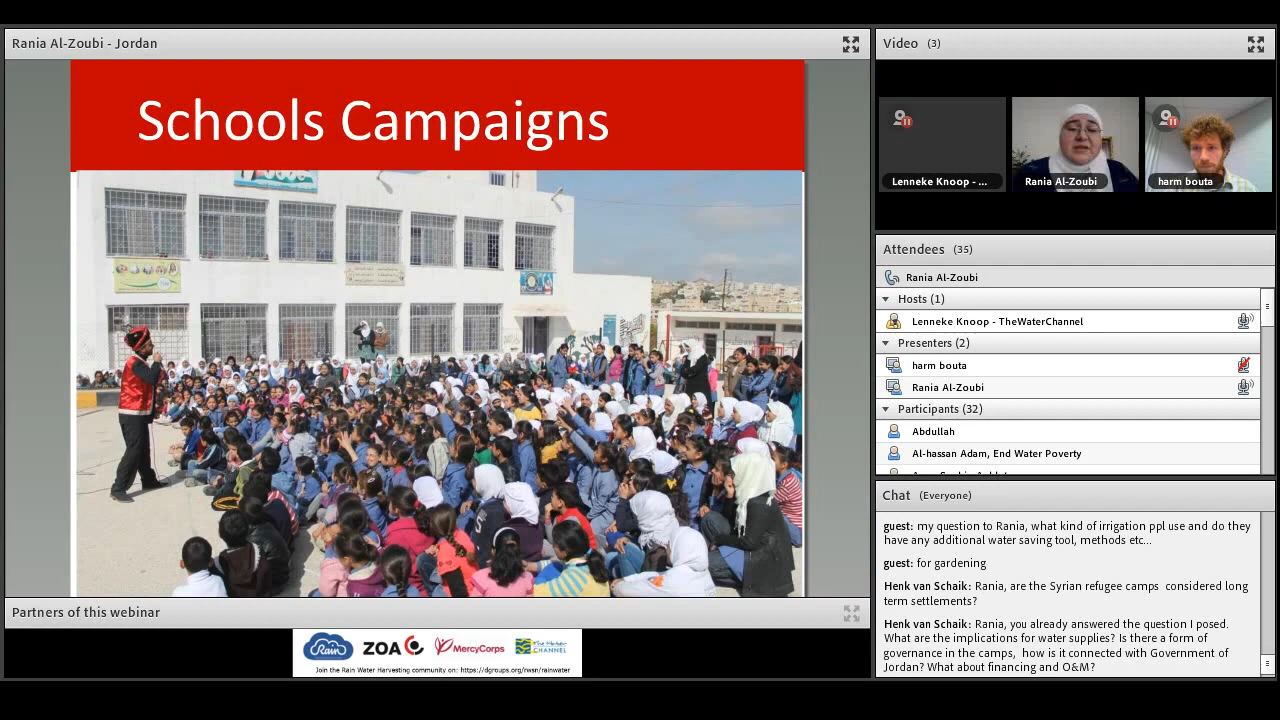 Rania Al-Zoubi - Jordan
Schools Campaigns
Partners of this webinar
Rain
ZOA
MercyCorps
The Water
CHANNEL
Join the Rain Water Harvesting community on: https://dgroups.org/rwsn/rainwater
Video (3)
Lenneke Knoop - ...
Rania Al-Zoubi
harm bouta
Attendees (35)
Rania Al-Zoubi
Hosts (1)
Lenneke Knoop - TheWaterChannel
Presenters (2)
harm bouta
Rania Al-Zoubi
Participants (32)
Abdullah
Al-hassan Adam, End Water Poverty
Chat (Everyone)
guest: my question to Rania, what kind of irrigation ppl use and do they
have any additional water saving tool, methods etc...
guest: for gardening
Henk van Schaik: Rania, are the Syrian refugee camps considered long
term settlements?
Henk van Schaik: Rania, you already answered the question I posed.
What are the implications for water supplies? Is there a form of
governance in the camps, how is it connected with Government of
Jordan? What about financing and O&M?